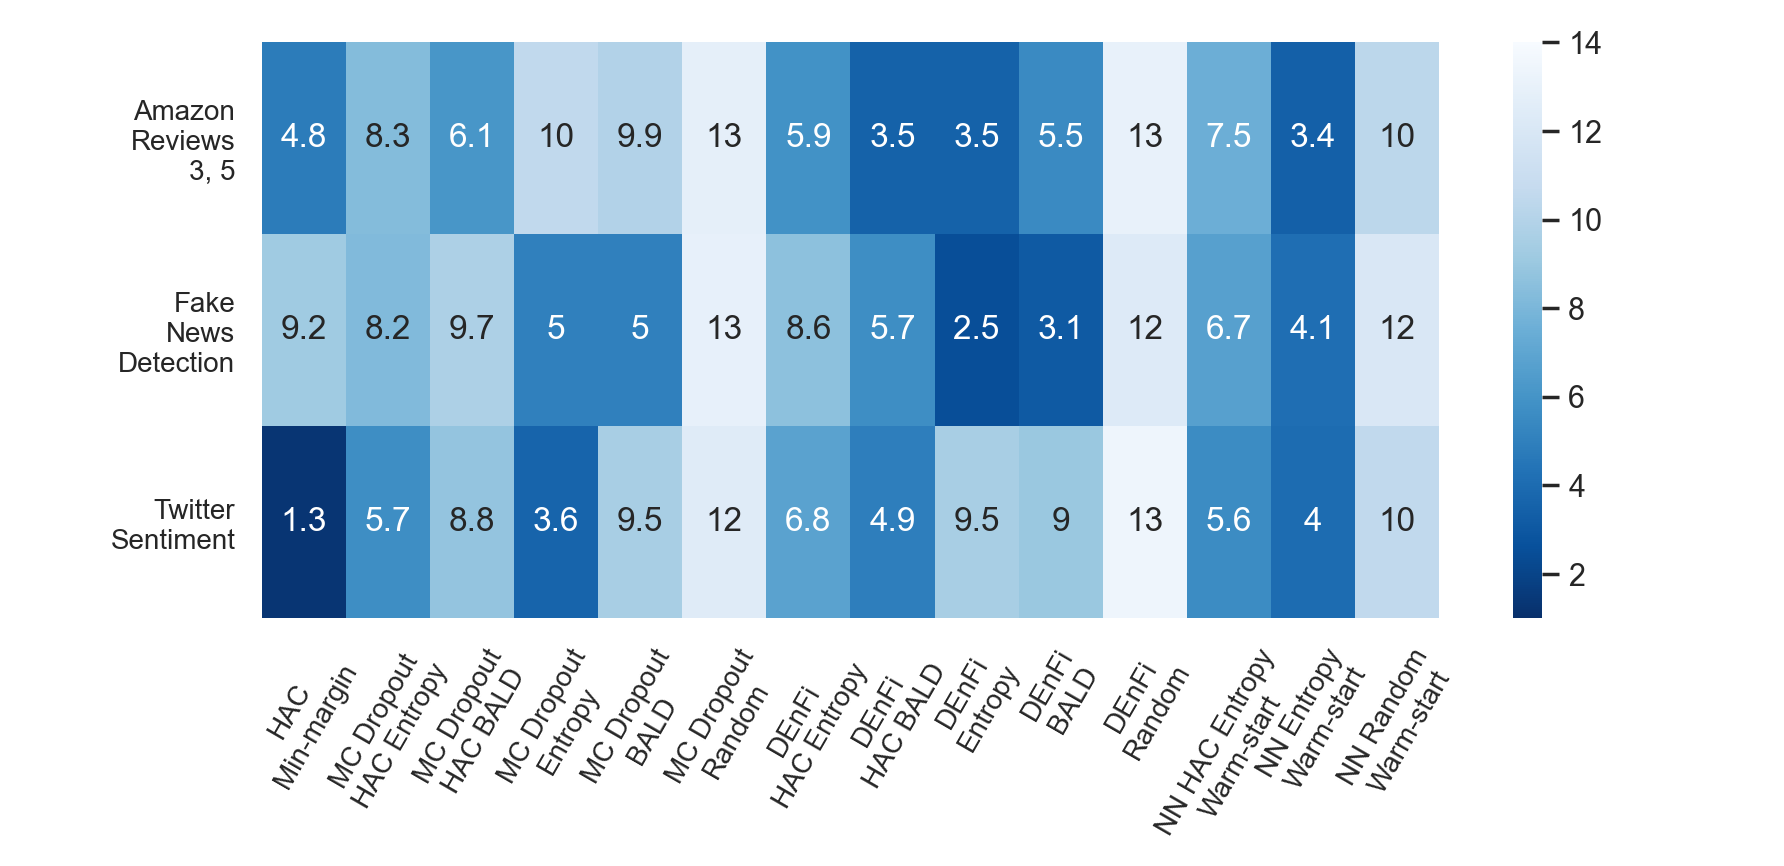 Amazon
Reviews
3, 5
4.8 8.3 6.1 10 9.9 13 5.9 3.5 3.5 5.5 13 7.5 3.4 10
Fake
News
Detection
9.2 8.2 9.7 5 5 13 8.6 5.7 2.5 3.1 12 6.7 4.1 12
Twitter
Sentiment
1.3 5.7 8.8 3.6 9.5 12 6.8 4.9 9.5 9 13 5.6 4 10
HAC
Min-margin
MC Dropout
HAC Entropy
MC Dropout
HAC BALD
MC Dropout
Entropy
MC Dropout
BALD
MC Dropout
Random
DEnFi
HAC Entropy
DEnFi
HAC BALD
DEnFi
Entropy
DEnFi
BALD
DEnFi
Random
NN HAC Entropy
Warm-start
NN Entropy
Warm-start
NN Random
Warm-start
14
12
10
8
6
4
2